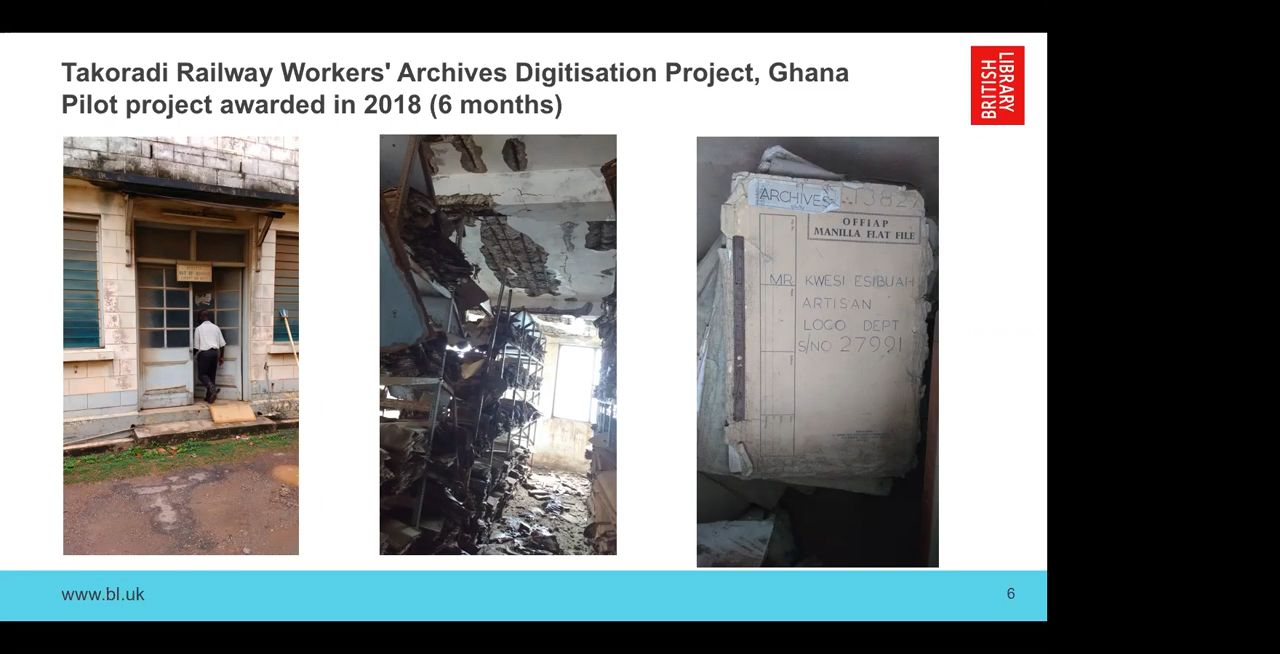 Takoradi Railway Workers' Archives Digitisation Project, Ghana
Pilot project awarded in 2018 (6 months)
BRITISH
LIBRARY
ARCHIVES
OFFIAP
MANILLA FLAT FILE
MR. KWESI ESIBUAH
ARTISAN
LOCO DEPT
S/NO 27991
www.bl.uk
6